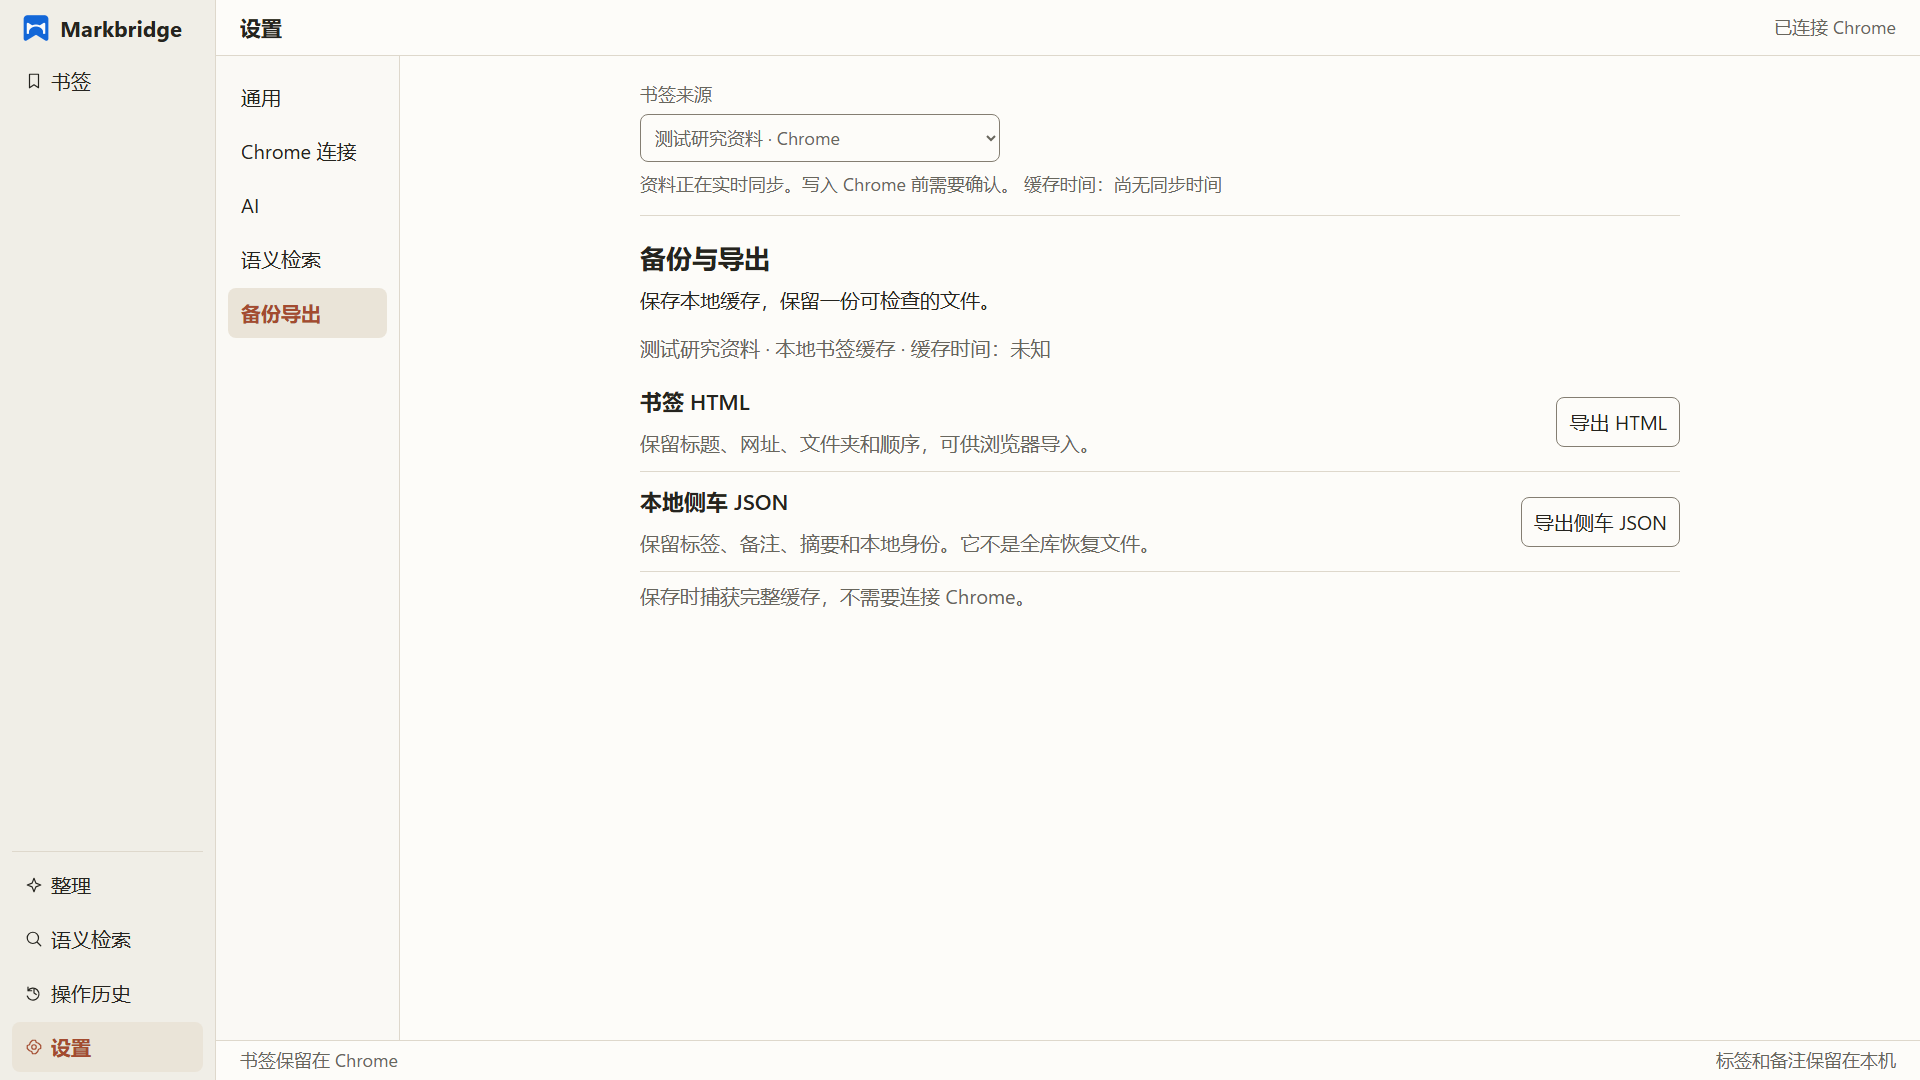 Markbridge
书签
整理
语义检索
操作历史
设置
设置
已连接 Chrome
通用
Chrome 连接
AI
语义检索
备份导出
书签来源
测试研究资料 · Chrome
资料正在实时同步。写入 Chrome 前需要确认。 缓存时间：尚无同步时间
备份与导出
保存本地缓存，保留一份可检查的文件。
测试研究资料 · 本地书签缓存 · 缓存时间：未知
书签 HTML
保留标题、网址、文件夹和顺序，可供浏览器导入。
导出 HTML
本地侧车 JSON
保留标签、备注、摘要和本地身份。它不是全库恢复文件。
导出侧车 JSON
保存时捕获完整缓存，不需要连接 Chrome。
书签保留在 Chrome
标签和备注保留在本机